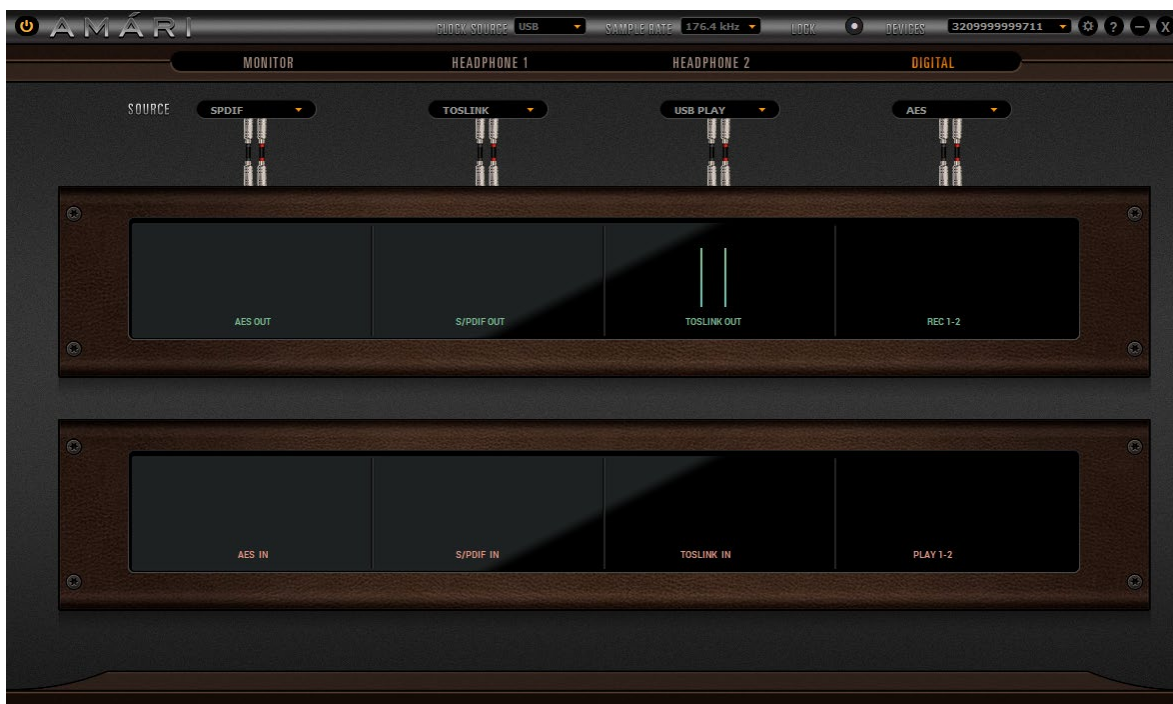 AMÁRI CLOCK SOURCE USB SAMPLE RATE 176.4 kHz LOCK DEVICES 3209999999711 ? – X
MONITOR HEADPHONE 1 HEADPHONE 2 DIGITAL
SOURCE SPDIF TOSLINK USB PLAY AES
AES OUT S/PDIF OUT TOSLINK OUT REC 1-2
AES IN S/PDIF IN TOSLINK IN PLAY 1-2